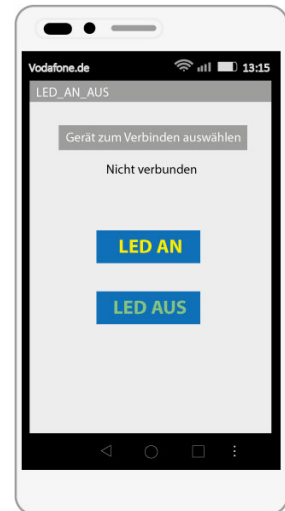 Vodafone.de 13:15
LED_AN_AUS
Gerät zum Verbinden auswählen
Nicht verbunden
LED AN
LED AUS